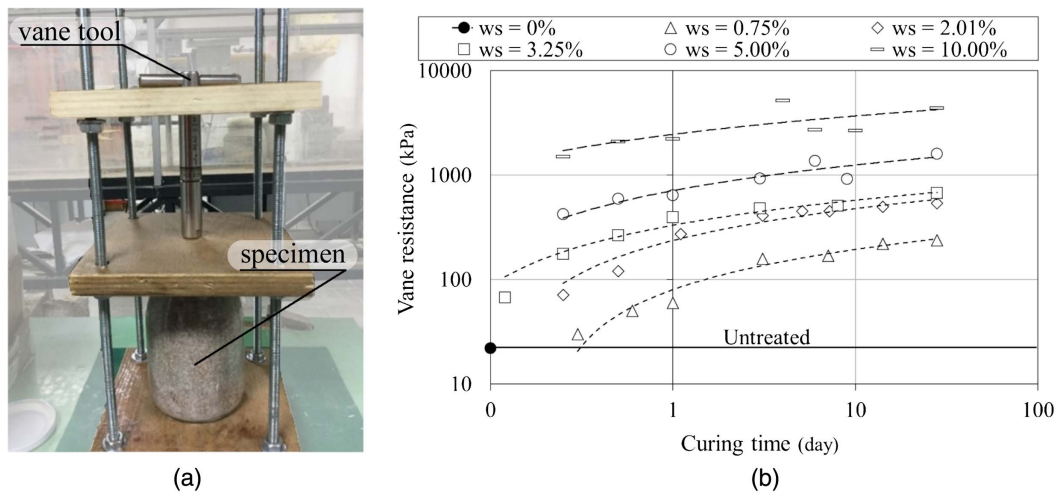 vane tool
specimen
(a)
ws = 0% ws = 0.75% ws = 2.01%
ws = 3.25% ws = 5.00% ws = 10.00%
10000
1000
100
10
Vane resistance (kPa)
Untreated
0 1 10 100
Curing time (day)
(b)